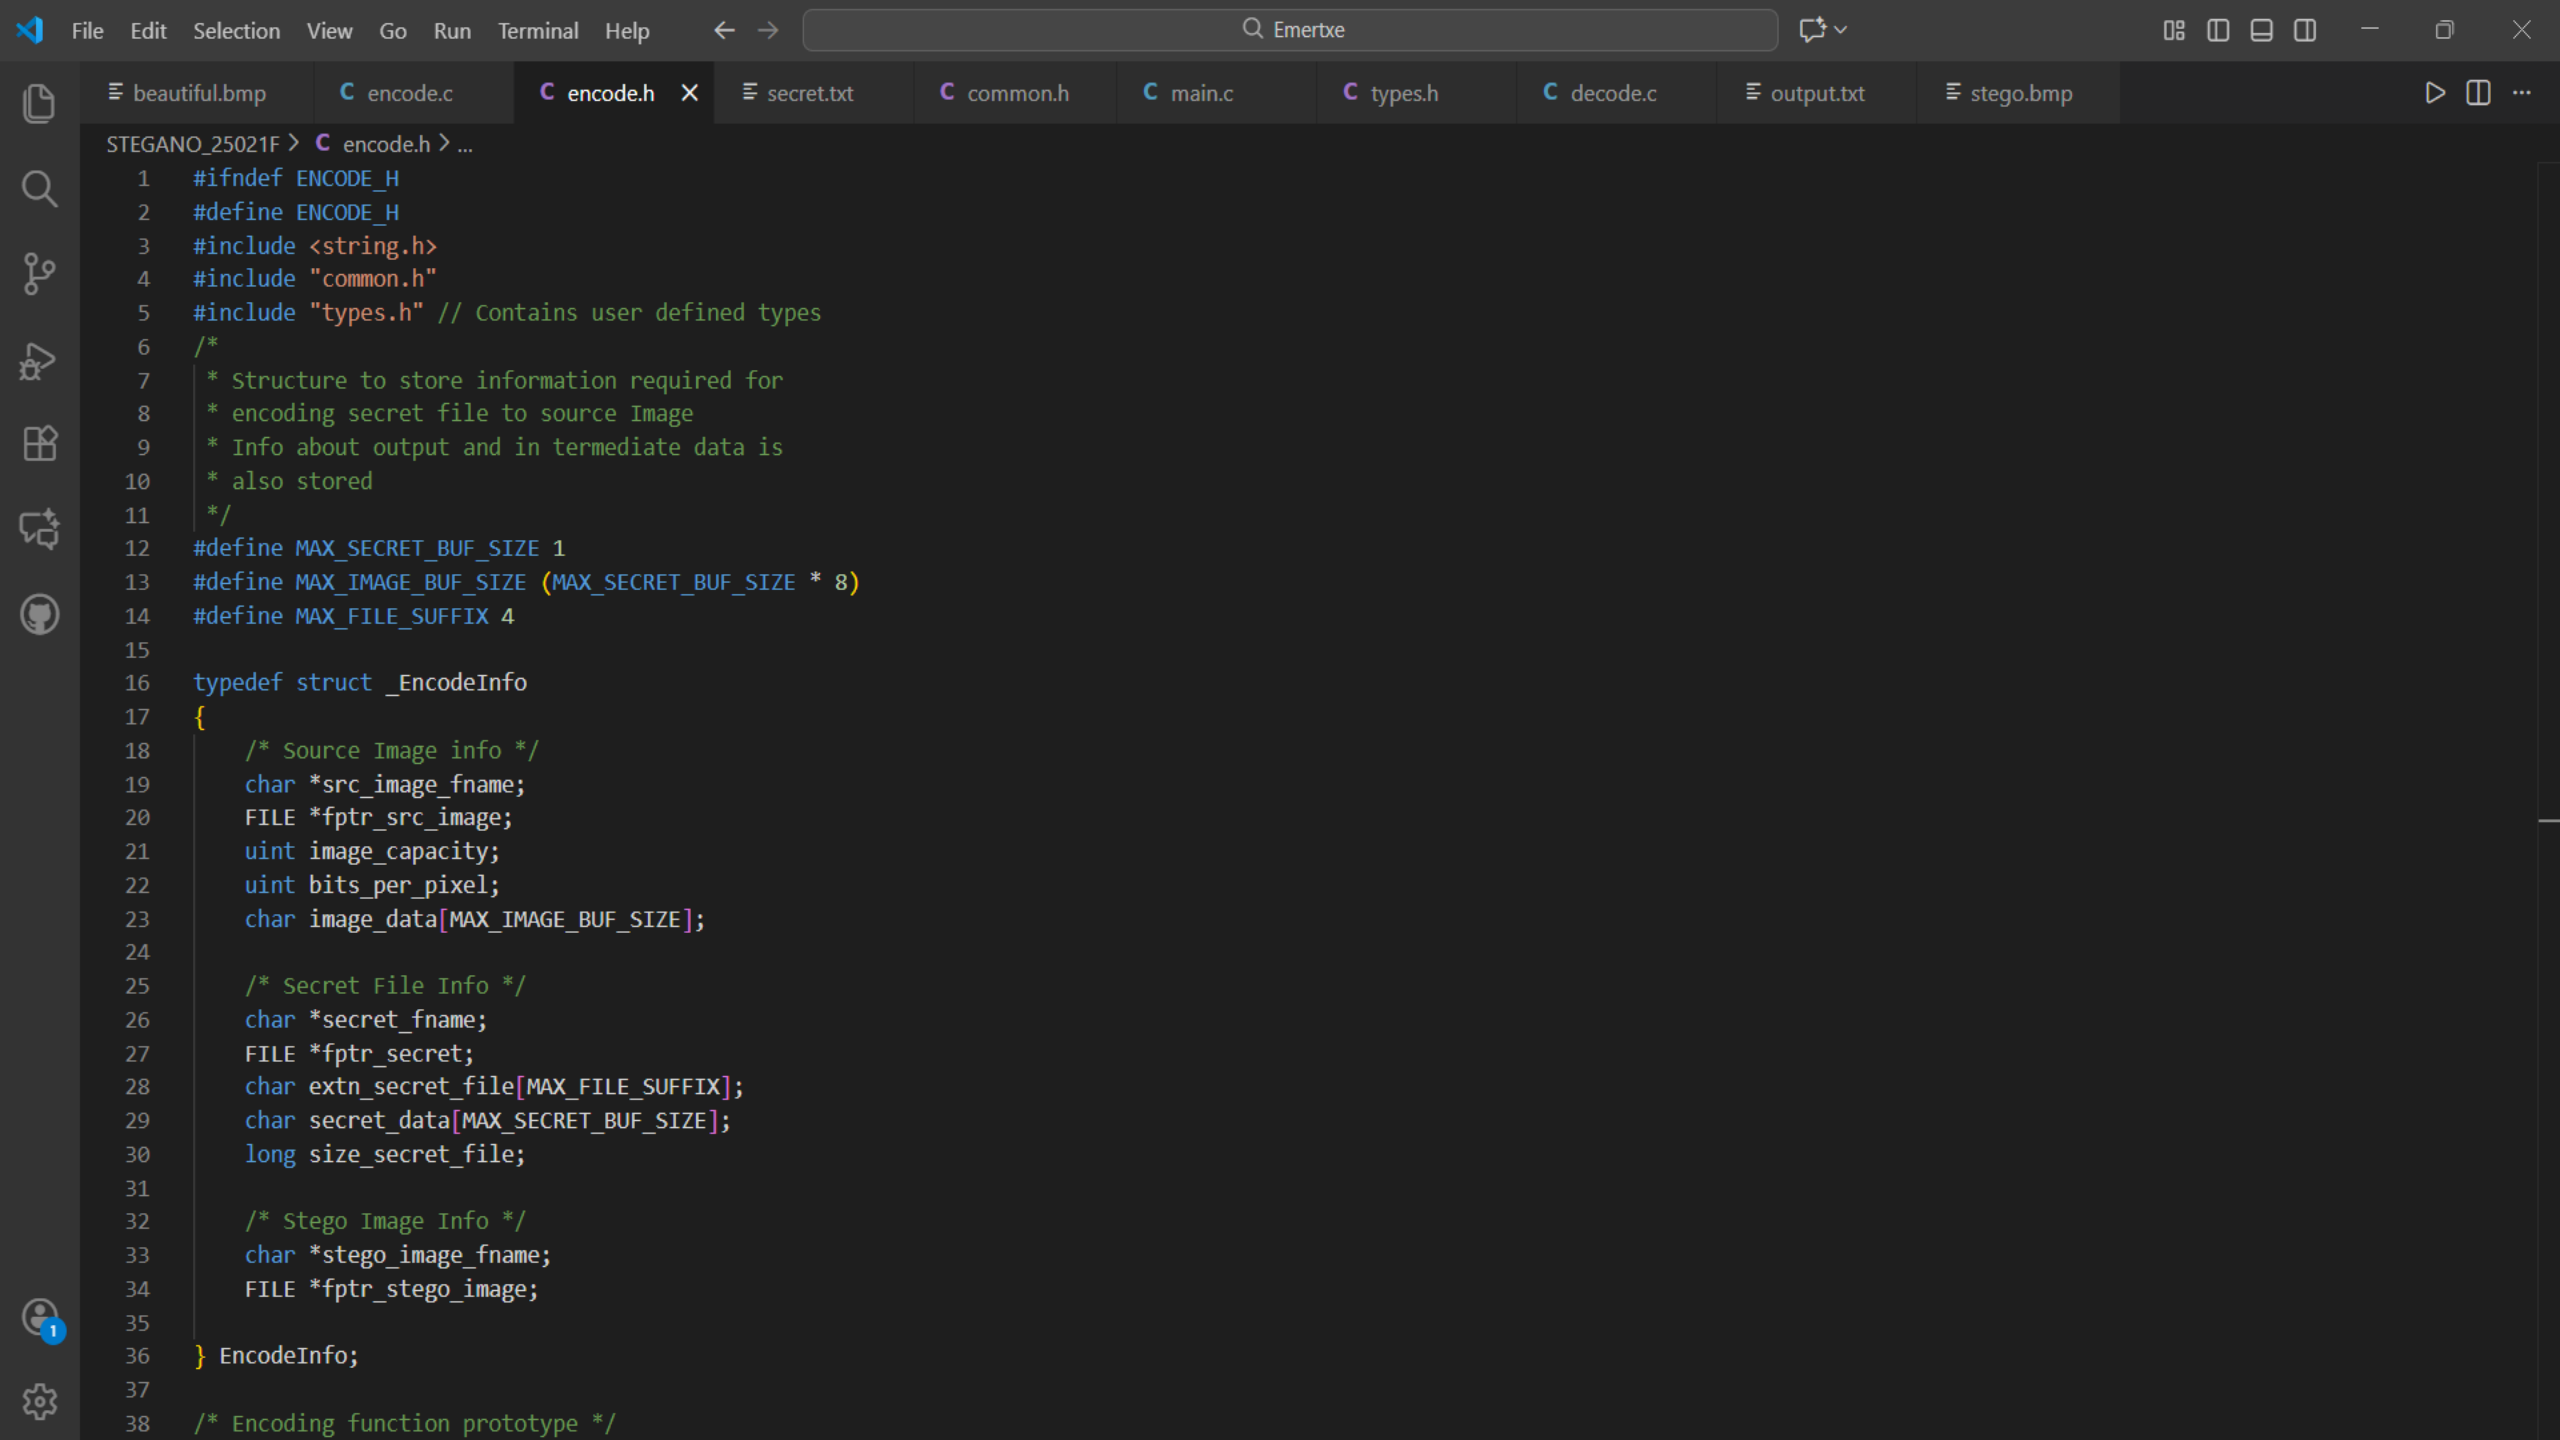 File Edit Selection View Go Run Terminal Help Emertxe
beautiful.bmp encode.c encode.h secret.txt common.h main.c types.h decode.c output.txt stego.bmp
STEGANO_25021F > C encode.h > ...
1 #ifndef ENCODE_H
2 #define ENCODE_H
3 #include <string.h>
4 #include "common.h"
5 #include "types.h" // Contains user defined types
6 /*
7  * Structure to store information required for
8  * encoding secret file to source Image
9  * Info about output and in termediate data is
10  * also stored
11  */
12 #define MAX_SECRET_BUF_SIZE 1
13 #define MAX_IMAGE_BUF_SIZE (MAX_SECRET_BUF_SIZE * 8)
14 #define MAX_FILE_SUFFIX 4
15
16 typedef struct _EncodeInfo
17 {
18     /* Source Image info */
19     char *src_image_fname;
20     FILE *fptr_src_image;
21     uint image_capacity;
22     uint bits_per_pixel;
23     char image_data[MAX_IMAGE_BUF_SIZE];
24
25     /* Secret File Info */
26     char *secret_fname;
27     FILE *fptr_secret;
28     char extn_secret_file[MAX_FILE_SUFFIX];
29     char secret_data[MAX_SECRET_BUF_SIZE];
30     long size_secret_file;
31
32     /* Stego Image Info */
33     char *stego_image_fname;
34     FILE *fptr_stego_image;
35
36 } EncodeInfo;
37
38 /* Encoding function prototype */
1